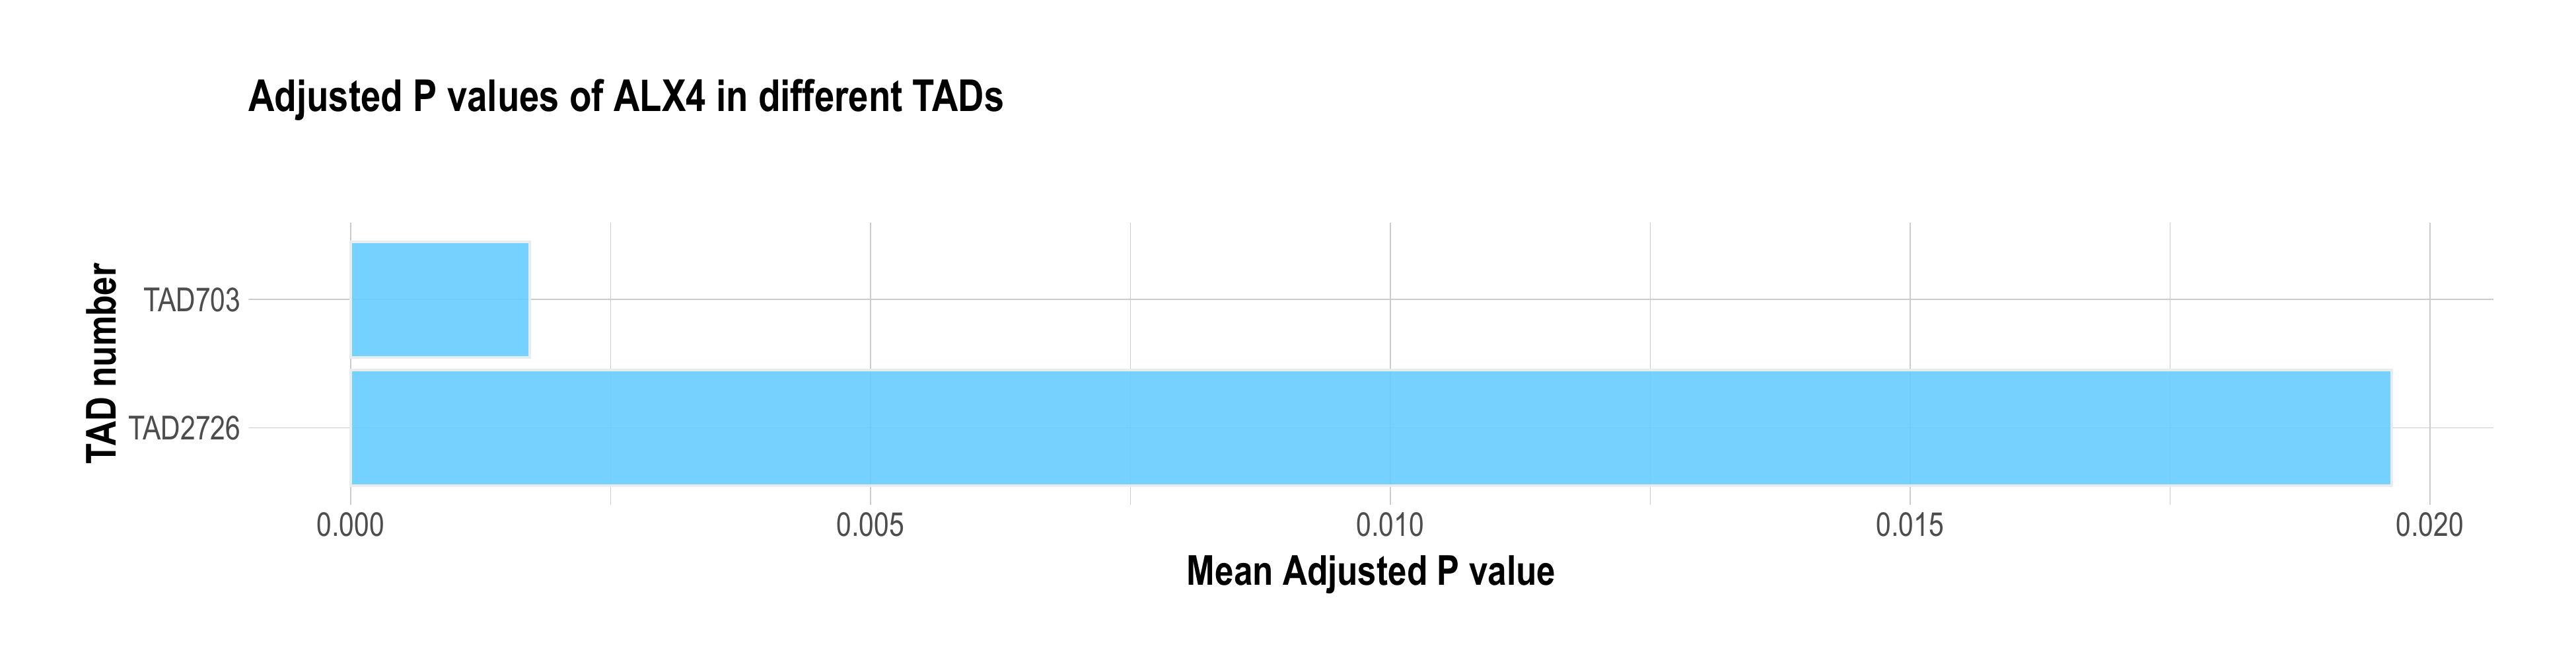 Adjusted P values of ALX4 in different TADs
TAD number
TAD703
TAD2726
0.000 0.005 0.010 0.015 0.020
Mean Adjusted P value